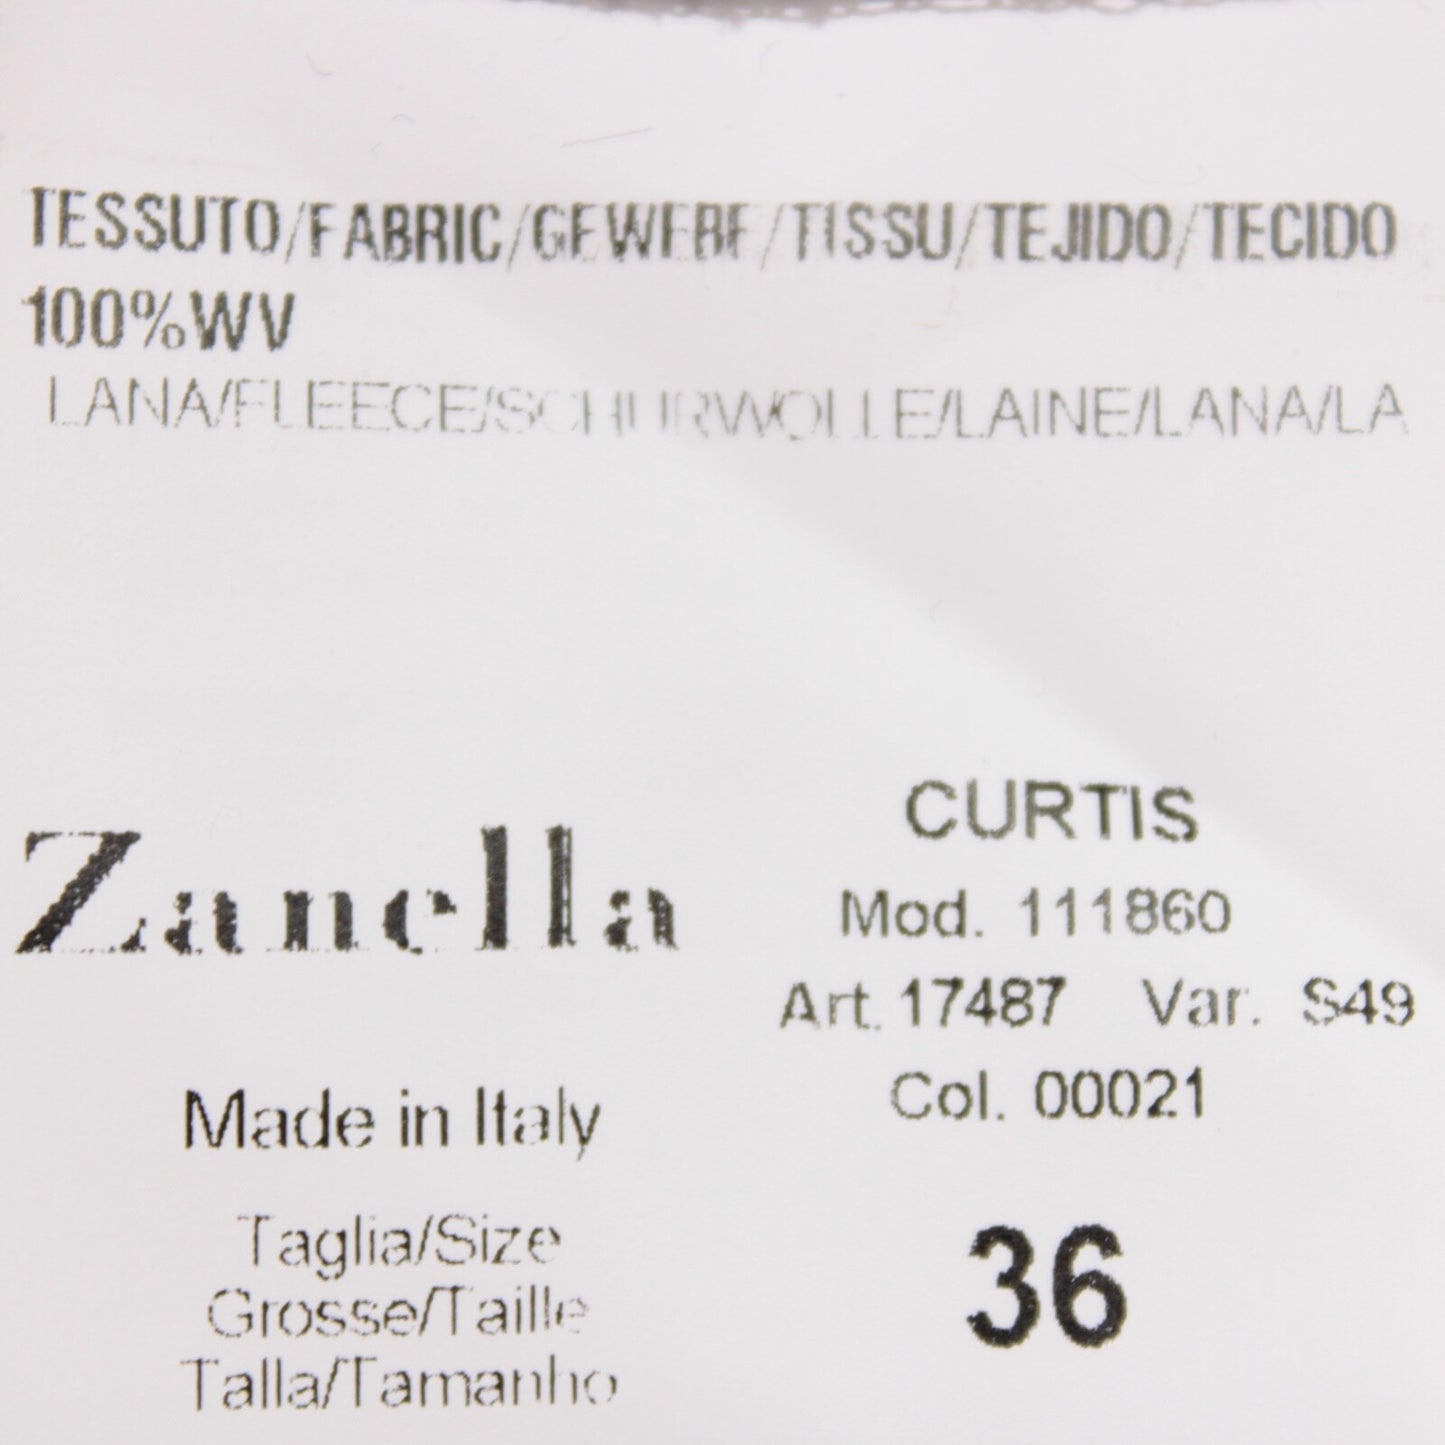 TESSUTO/FABRIC/GEWEBE/TISSU/TEJIDO/TECIDO
100%WV
LANA/FLEECE/SCHURWOLLE/LAINE/LANA/LA
Zanella
Made in Italy
Taglia/Size
Grosse/Taille
Talla/Tamanho
CURTIS
Mod. 111860
Art. 17487 Var. S49
Col. 00021
36